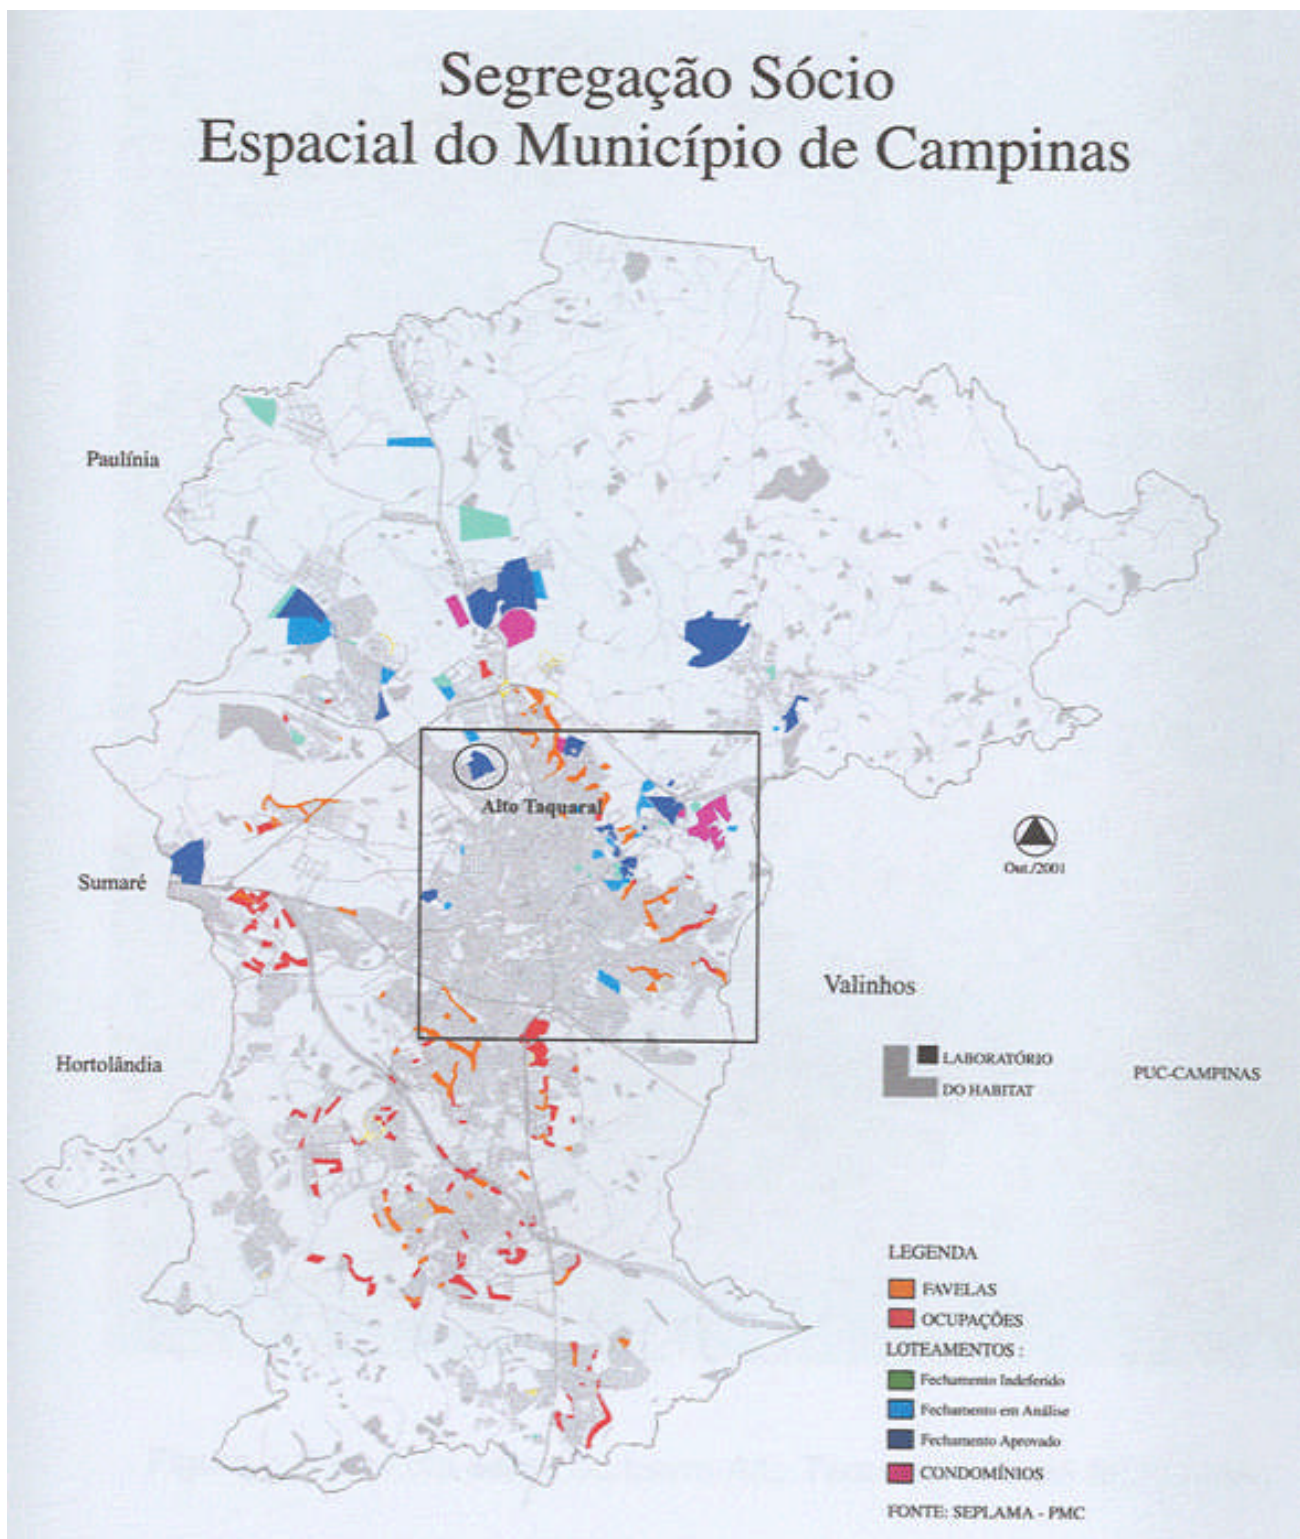 Segregação Sócio
Espacial do Município de Campinas
Paulínia
Alto Taquaral
Out./2001
Sumaré
Valinhos
Hortolândia
LABORATÓRIO
DO HABITAT
PUC-CAMPINAS
LEGENDA
FAVELAS
OCUPAÇÕES
LOTEAMENTOS :
Fechamento Indeferido
Fechamento em Análise
Fechamento Aprovado
CONDOMÍNIOS
FONTE: SEPLAMA - PMC